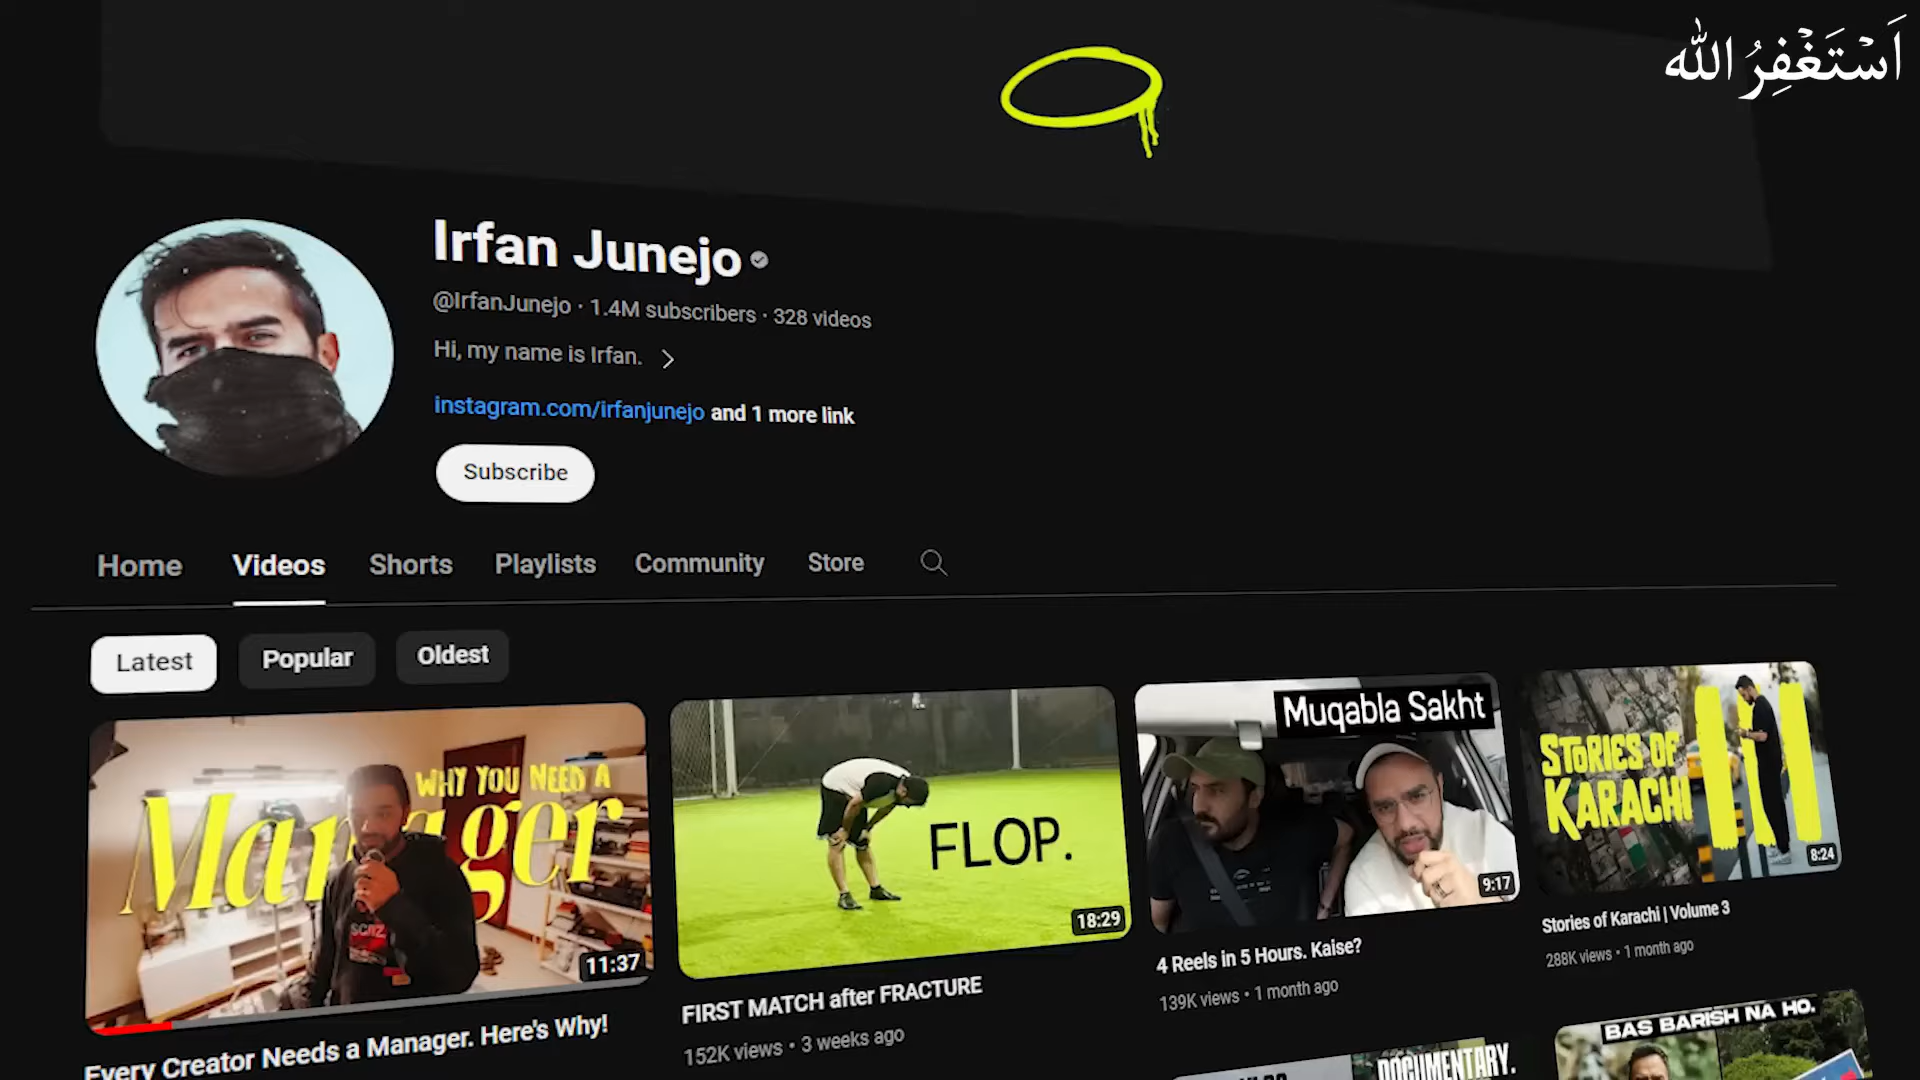 اَسْتَغْفِرُ اللّٰه
Irfan Junejo
@IrfanJunejo · 1.4M subscribers · 328 videos
Hi, my name is Irfan.
instagram.com/irfanjunejo and 1 more link
Subscribe
Home Videos Shorts Playlists Community Store
Latest Popular Oldest
WHY YOU NEED A
Manager
11:37
Every Creator Needs a Manager. Here's Why!
FLOP.
18:29
FIRST MATCH after FRACTURE
152K views • 3 weeks ago
Muqabla Sakht
9:17
4 Reels in 5 Hours. Kaise?
139K views • 1 month ago
STORIES OF
KARACHI
8:24
Stories of Karachi | Volume 3
288K views • 1 month ago
DOCUMENTARY.
BAS BARISH NA HO.